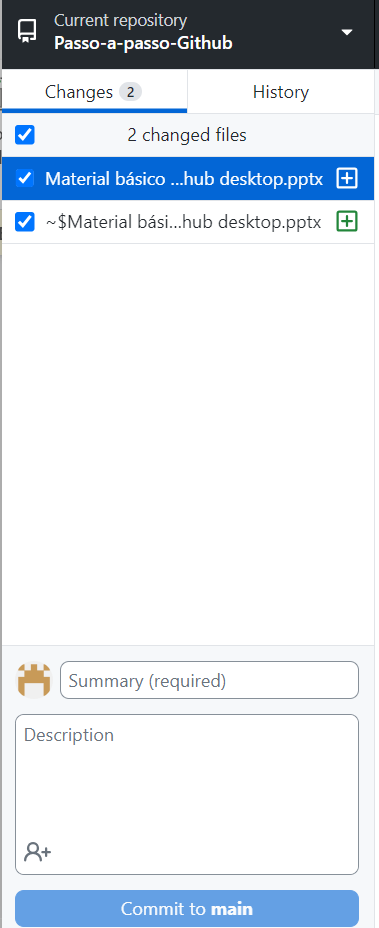 Current repository
Passo-a-passo-Github
Changes 2
History
2 changed files
Material básico ...hub desktop.pptx
~$Material bási...hub desktop.pptx
Summary (required)
Description
Commit to main